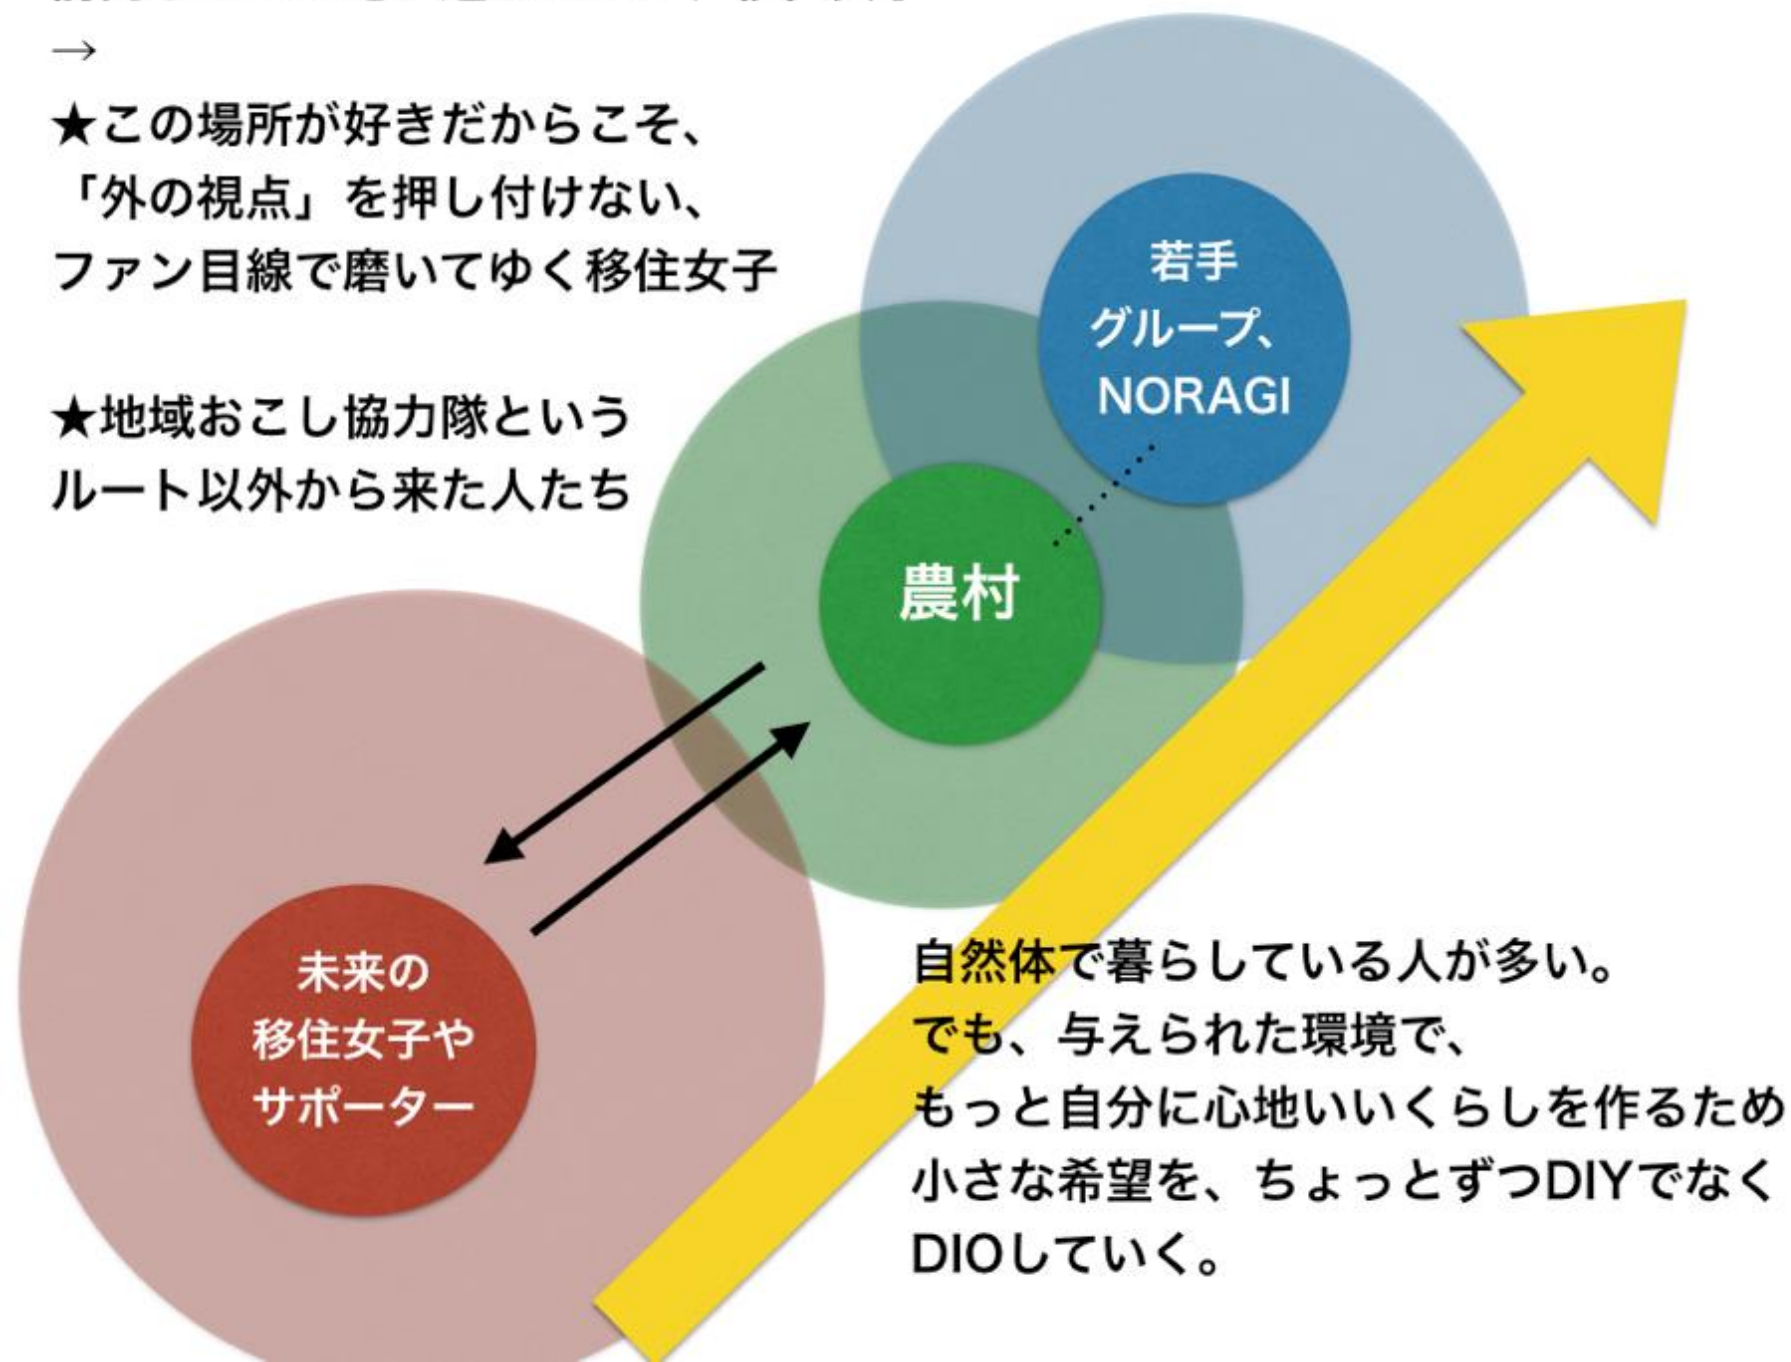 →
★この場所が好きだからこそ、
「外の視点」を押し付けない、
ファン目線で磨いてゆく移住女子
★地域おこし協力隊という
ルート以外から来た人たち
若手
グループ、
NORAGI
農村
未来の
移住女子や
サポーター
自然体で暮らしている人が多い。
でも、与えられた環境で、
もっと自分に心地いいくらしを作るため
小さな希望を、ちょっとずつDIYでなく
DIOしていく。